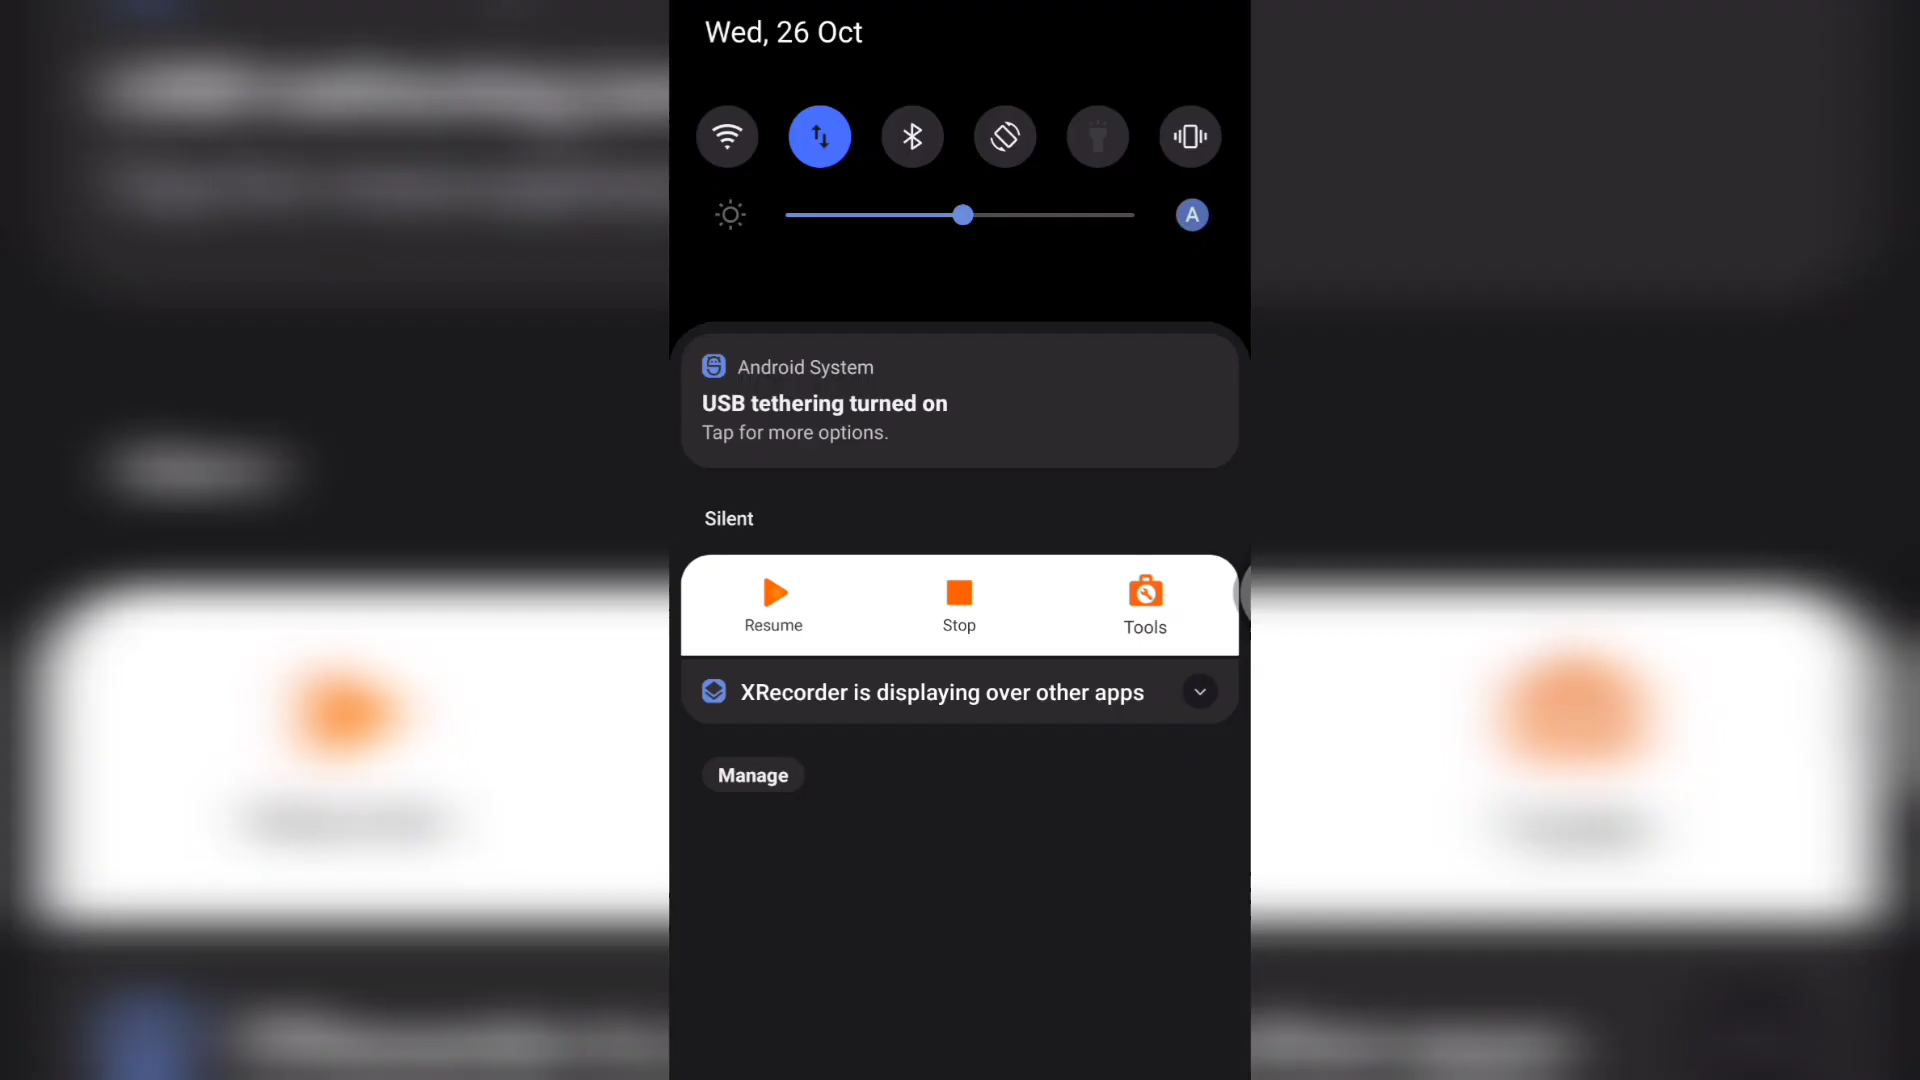 Wed, 26 Oct
A
Android System
USB tethering turned on
Tap for more options.
Silent
Resume
Stop
Tools
XRecorder is displaying over other apps
Manage